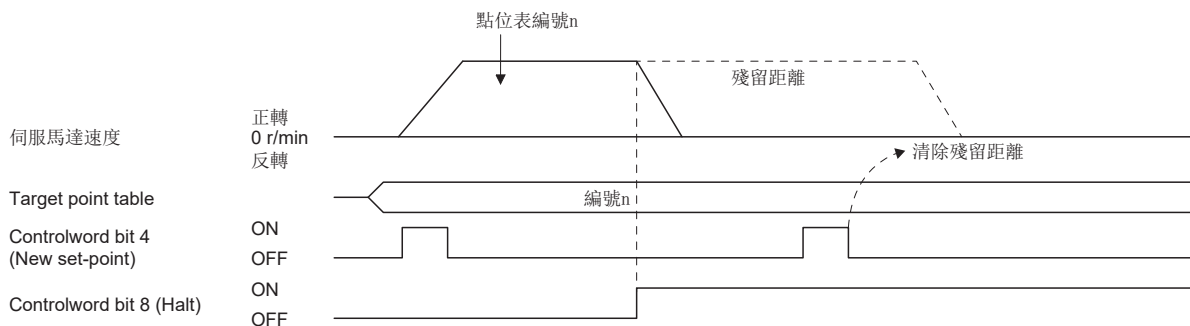 點位表編號n
殘留距離
伺服馬達速度
正轉
0 r/min
反轉
清除殘留距離
Target point table
編號n
Controlword bit 4
(New set-point)
ON
OFF
Controlword bit 8 (Halt)
ON
OFF